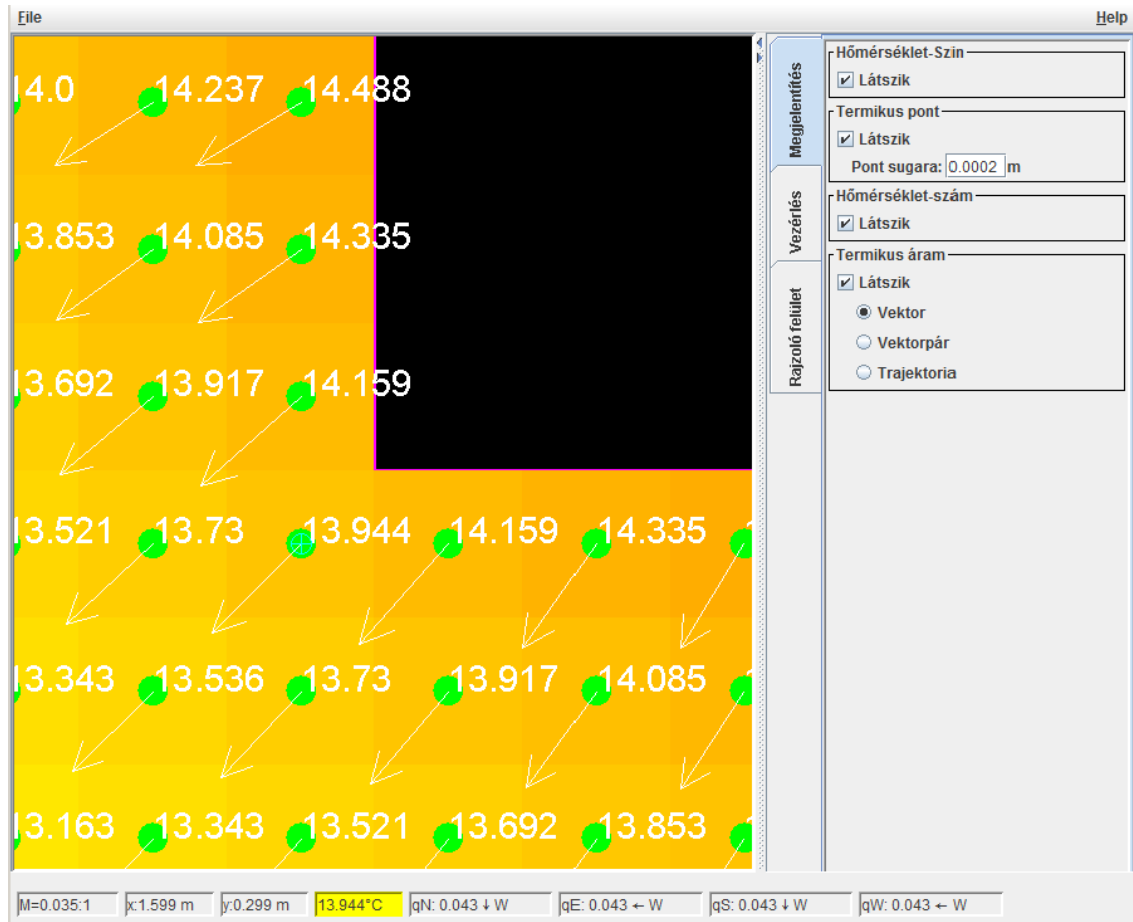 File Help
14.0 14.237 14.488
13.853 14.085 14.335
13.692 13.917 14.159
13.521 13.73 13.944 14.159 14.335
13.343 13.536 13.73 13.917 14.085
13.163 13.343 13.521 13.692 13.853
Megjelentítés
Vezérlés
Rajzoló felület
Hőmérséklet-Szin
Látszik
Termikus pont
Látszik
Pont sugara: 0.0002 m
Hőmérséklet-szám
Látszik
Termikus áram
Látszik
Vektor
Vektorpár
Trajektoria
M=0.035:1 x:1.599 m y:0.299 m 13.944°C qN: 0.043 ↓ W qE: 0.043 ← W qS: 0.043 ↓ W qW: 0.043 ← W